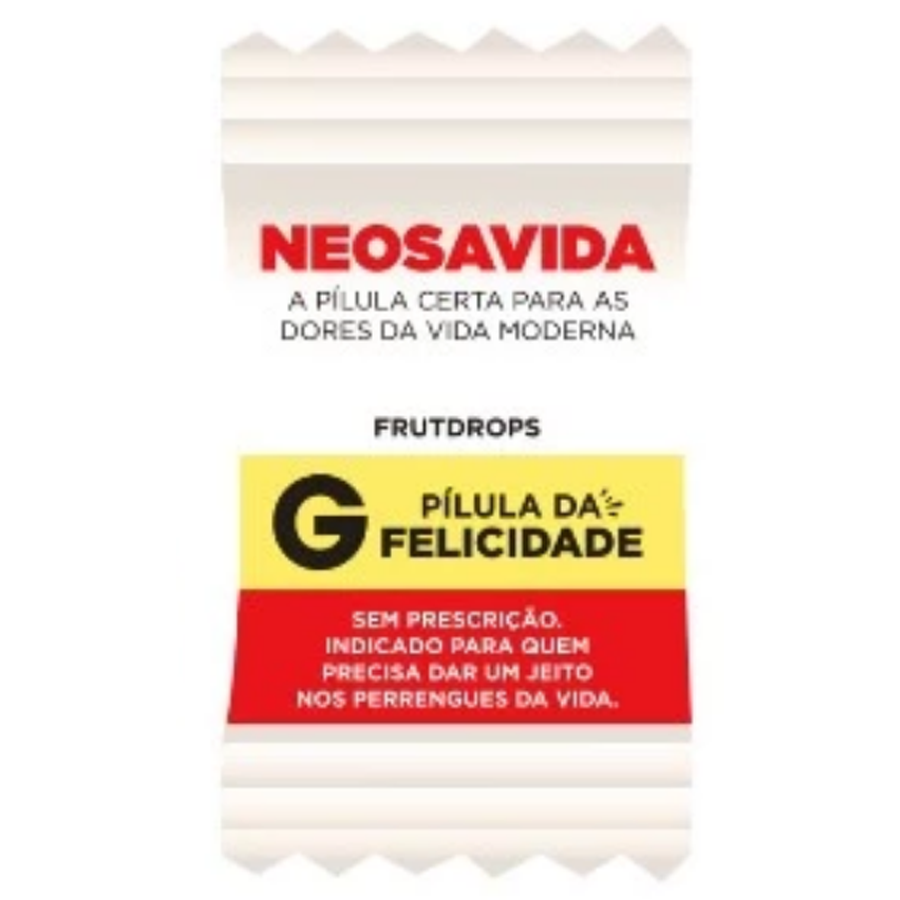 NEOSAVIDA
A PÍLULA CERTA PARA AS
DORES DA VIDA MODERNA
FRUTDROPS
G PÍLULA DA
FELICIDADE
SEM PRESCRIÇÃO.
INDICADO PARA QUEM
PRECISA DAR UM JEITO
NOS PERRENGUES DA VIDA.